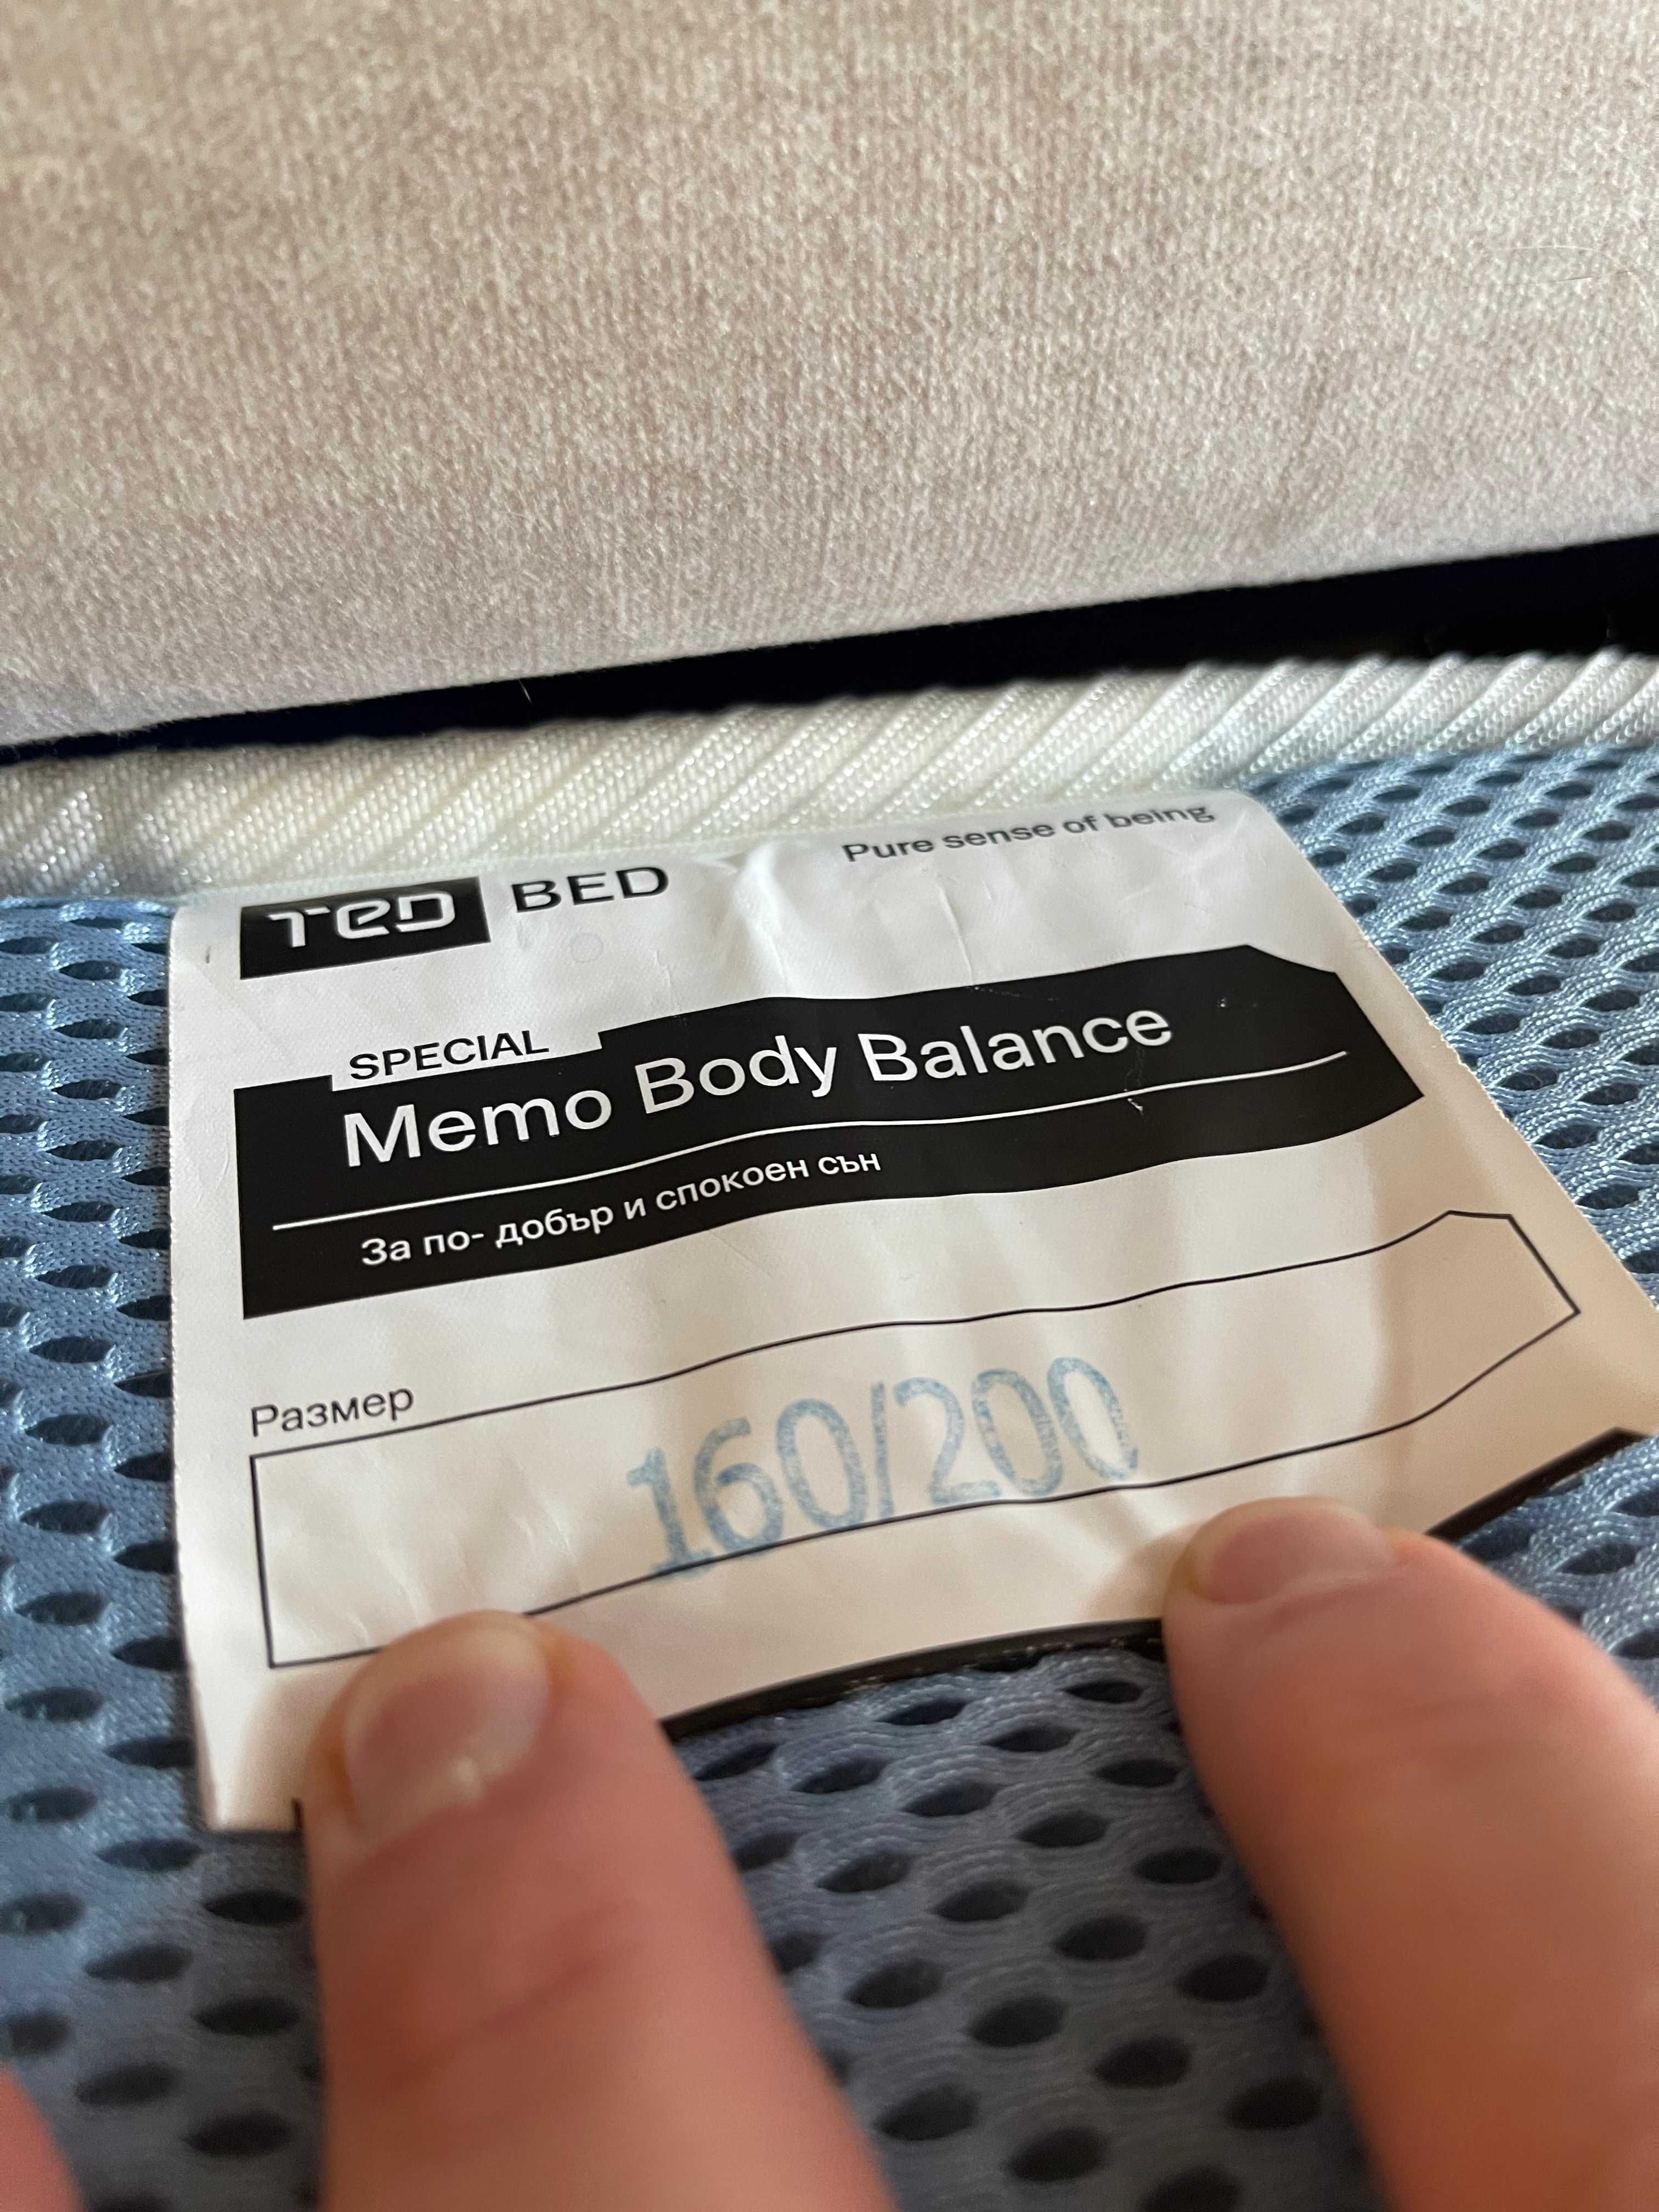 TED BED
Pure sense of being
SPECIAL
Memo Body Balance
За по- добър и спокоен сън
Размер
160/200